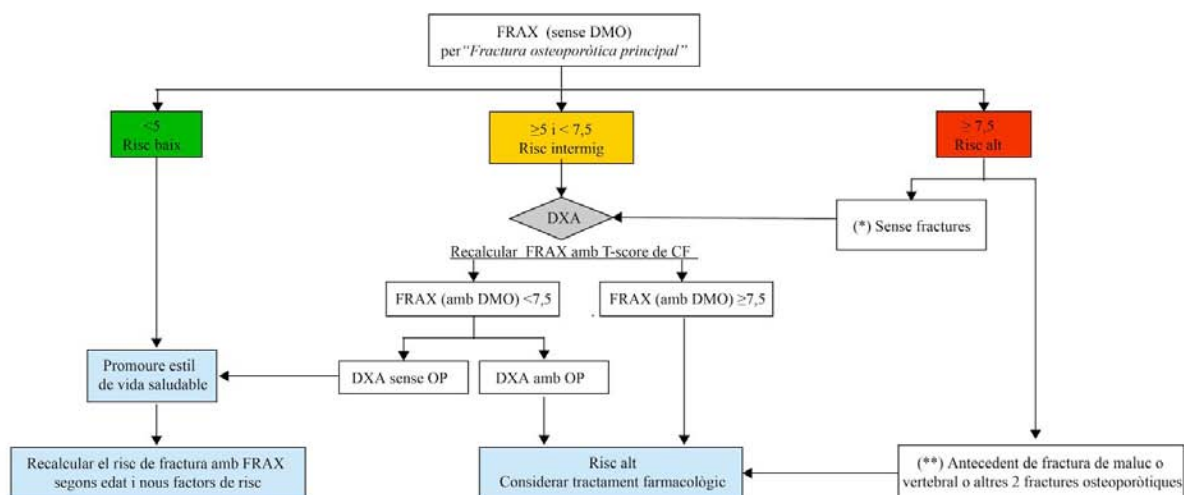 FRAX (sense DMO)
per “Fractura osteoporòtica principal”
<5
Risc baix
≥5 i < 7,5
Risc intermig
≥ 7,5
Risc alt
DXA
(*) Sense fractures
Recalcular FRAX amb T-score de CF
FRAX (amb DMO) <7,5
FRAX (amb DMO) ≥7,5
Promoure estil
de vida saludable
DXA sense OP
DXA amb OP
Recalcular el risc de fractura amb FRAX
segons edat i nous factors de risc
Risc alt
Considerar tractament farmacològic
(**) Antecedent de fractura de maluc o
vertebral o altres 2 fractures osteoporòtiques